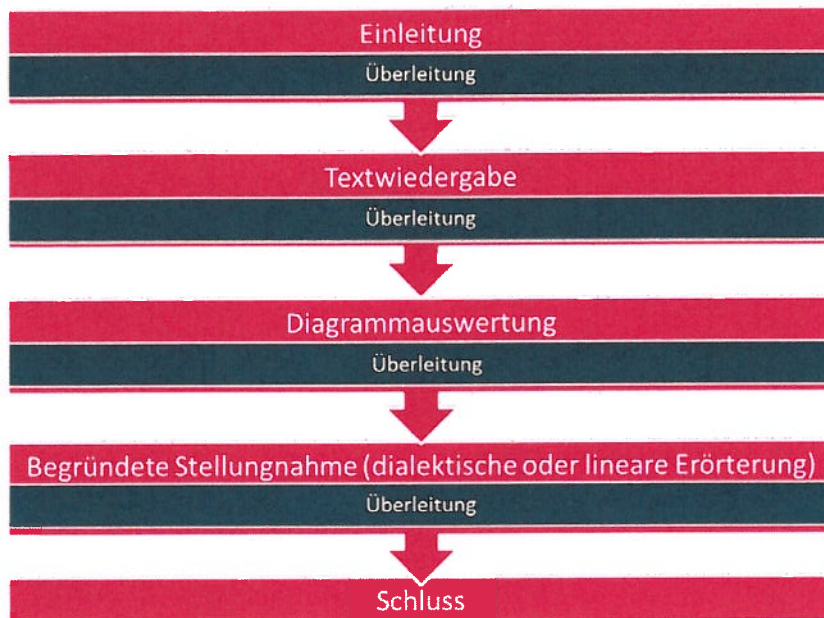 Einleitung
Überleitung
Textwiedergabe
Überleitung
Diagrammauswertung
Überleitung
Begründete Stellungnahme (dialektische oder lineare Erörterung)
Überleitung
Schluss